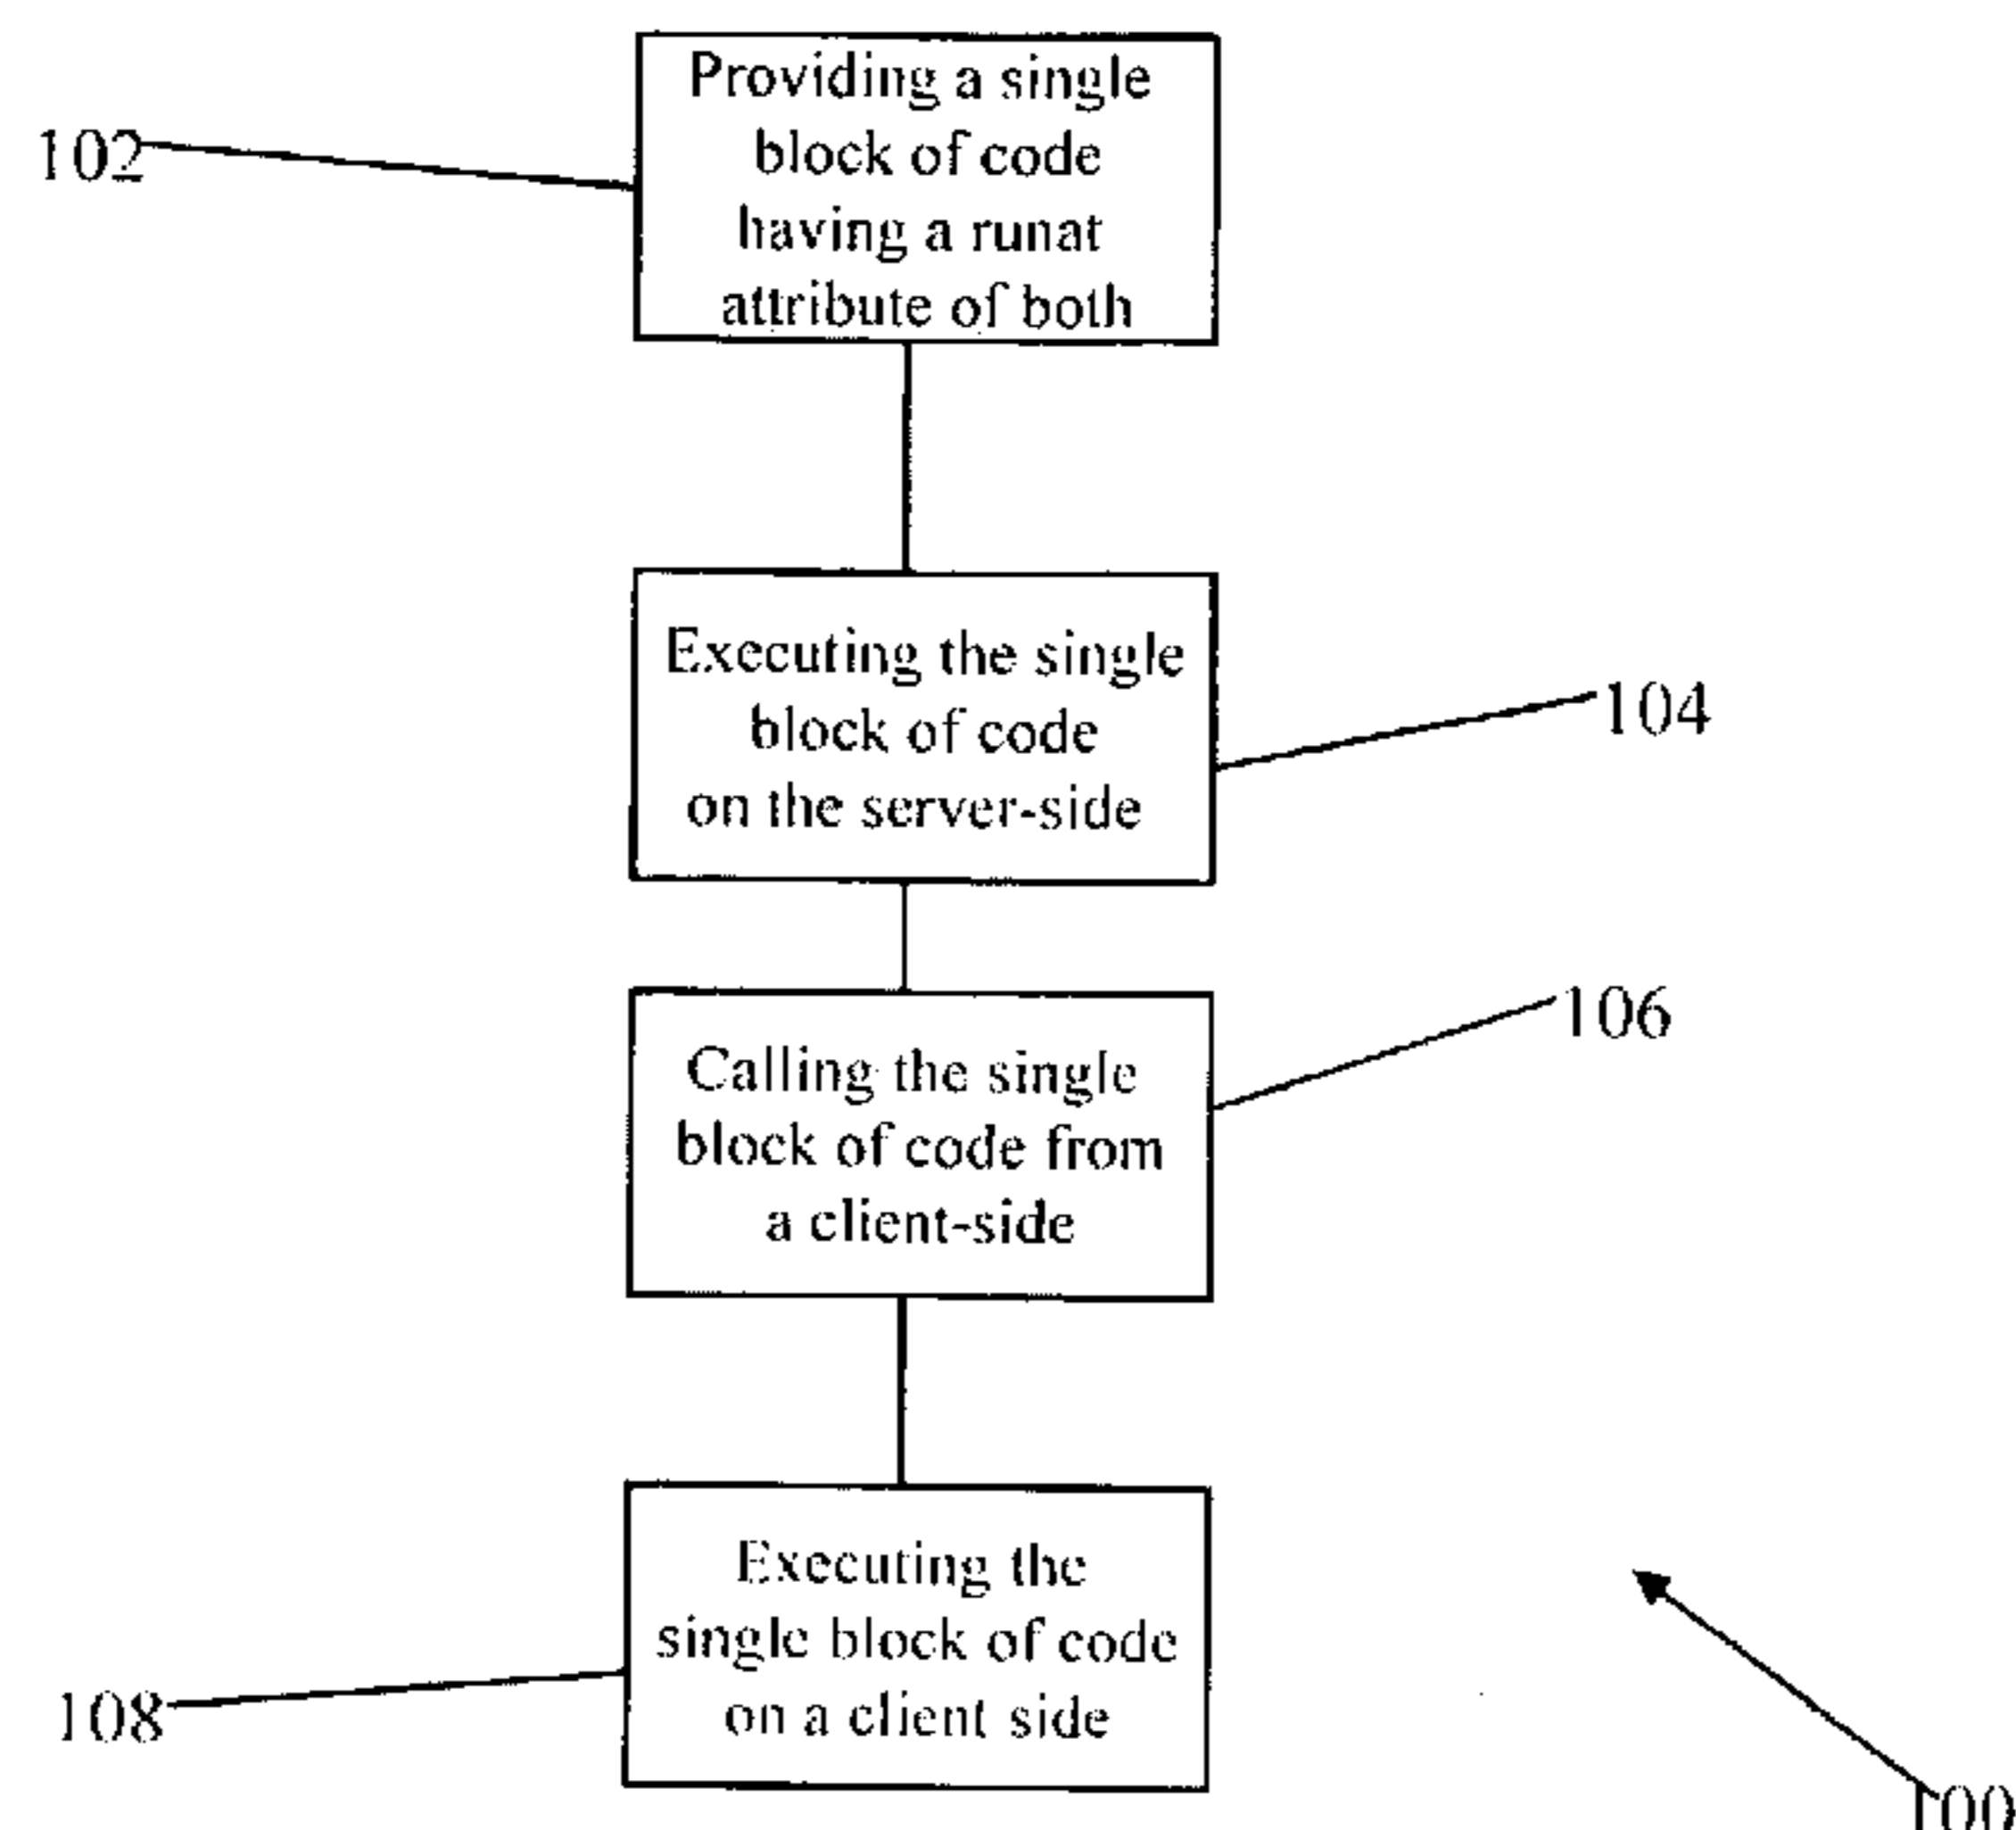 Providing a single
block of code
having a runat
attribute of both
102
Executing the single
block of code
on the server-side
104
Calling the single
block of code from
a client-side
106
Executing the
single block of code
on a client side
108
100